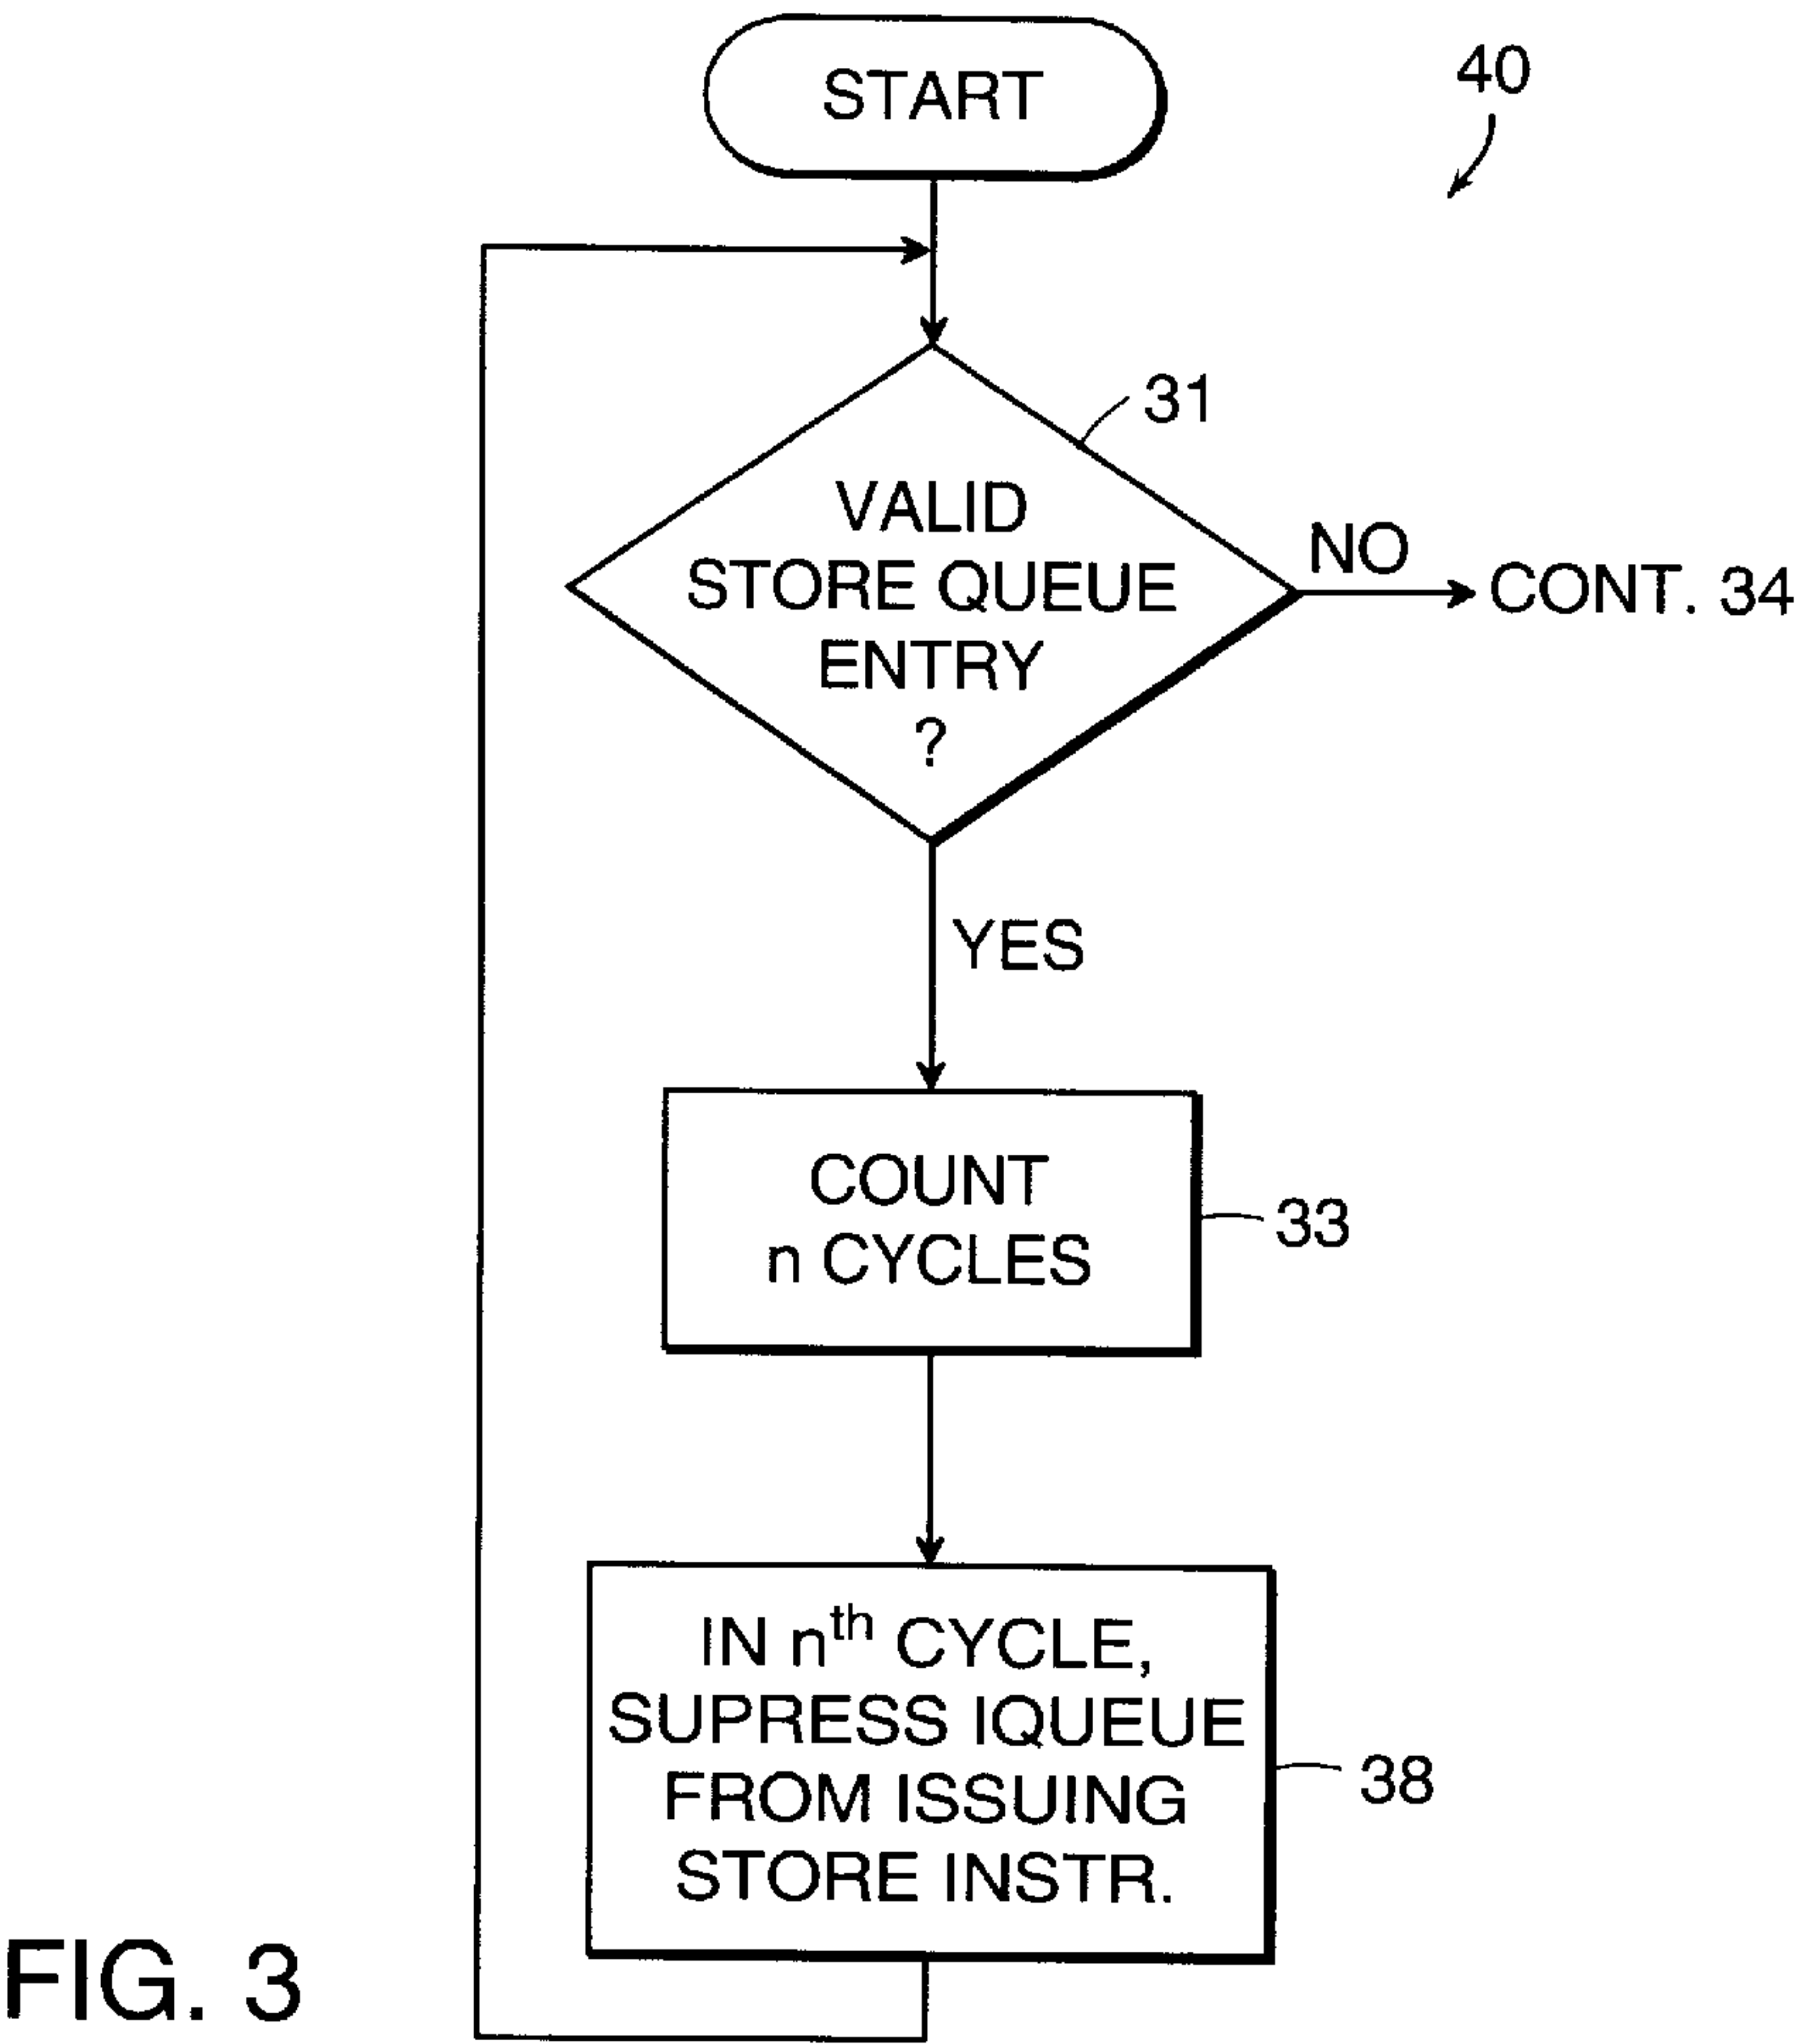 START
40
31
VALID
STORE QUEUE
ENTRY
?
NO
CONT. 34
YES
COUNT
n CYCLES
33
IN nth CYCLE,
SUPRESS IQUEUE
FROM ISSUING
STORE INSTR.
38
FIG. 3